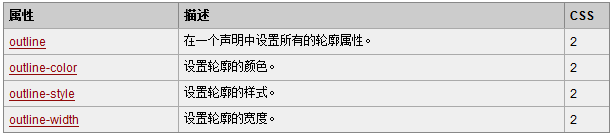 属性 描述 CSS
outline 在一个声明中设置所有的轮廓属性。 2
outline-color 设置轮廓的颜色。 2
outline-style 设置轮廓的样式。 2
outline-width 设置轮廓的宽度。 2